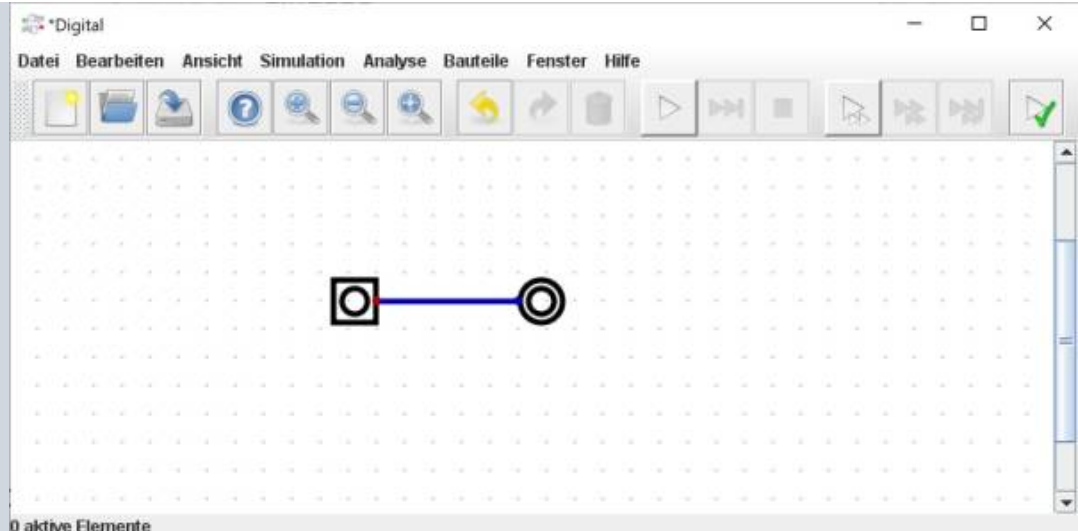 *Digital
Datei Bearbeiten Ansicht Simulation Analyse Bauteile Fenster Hilfe
0 aktive Elemente